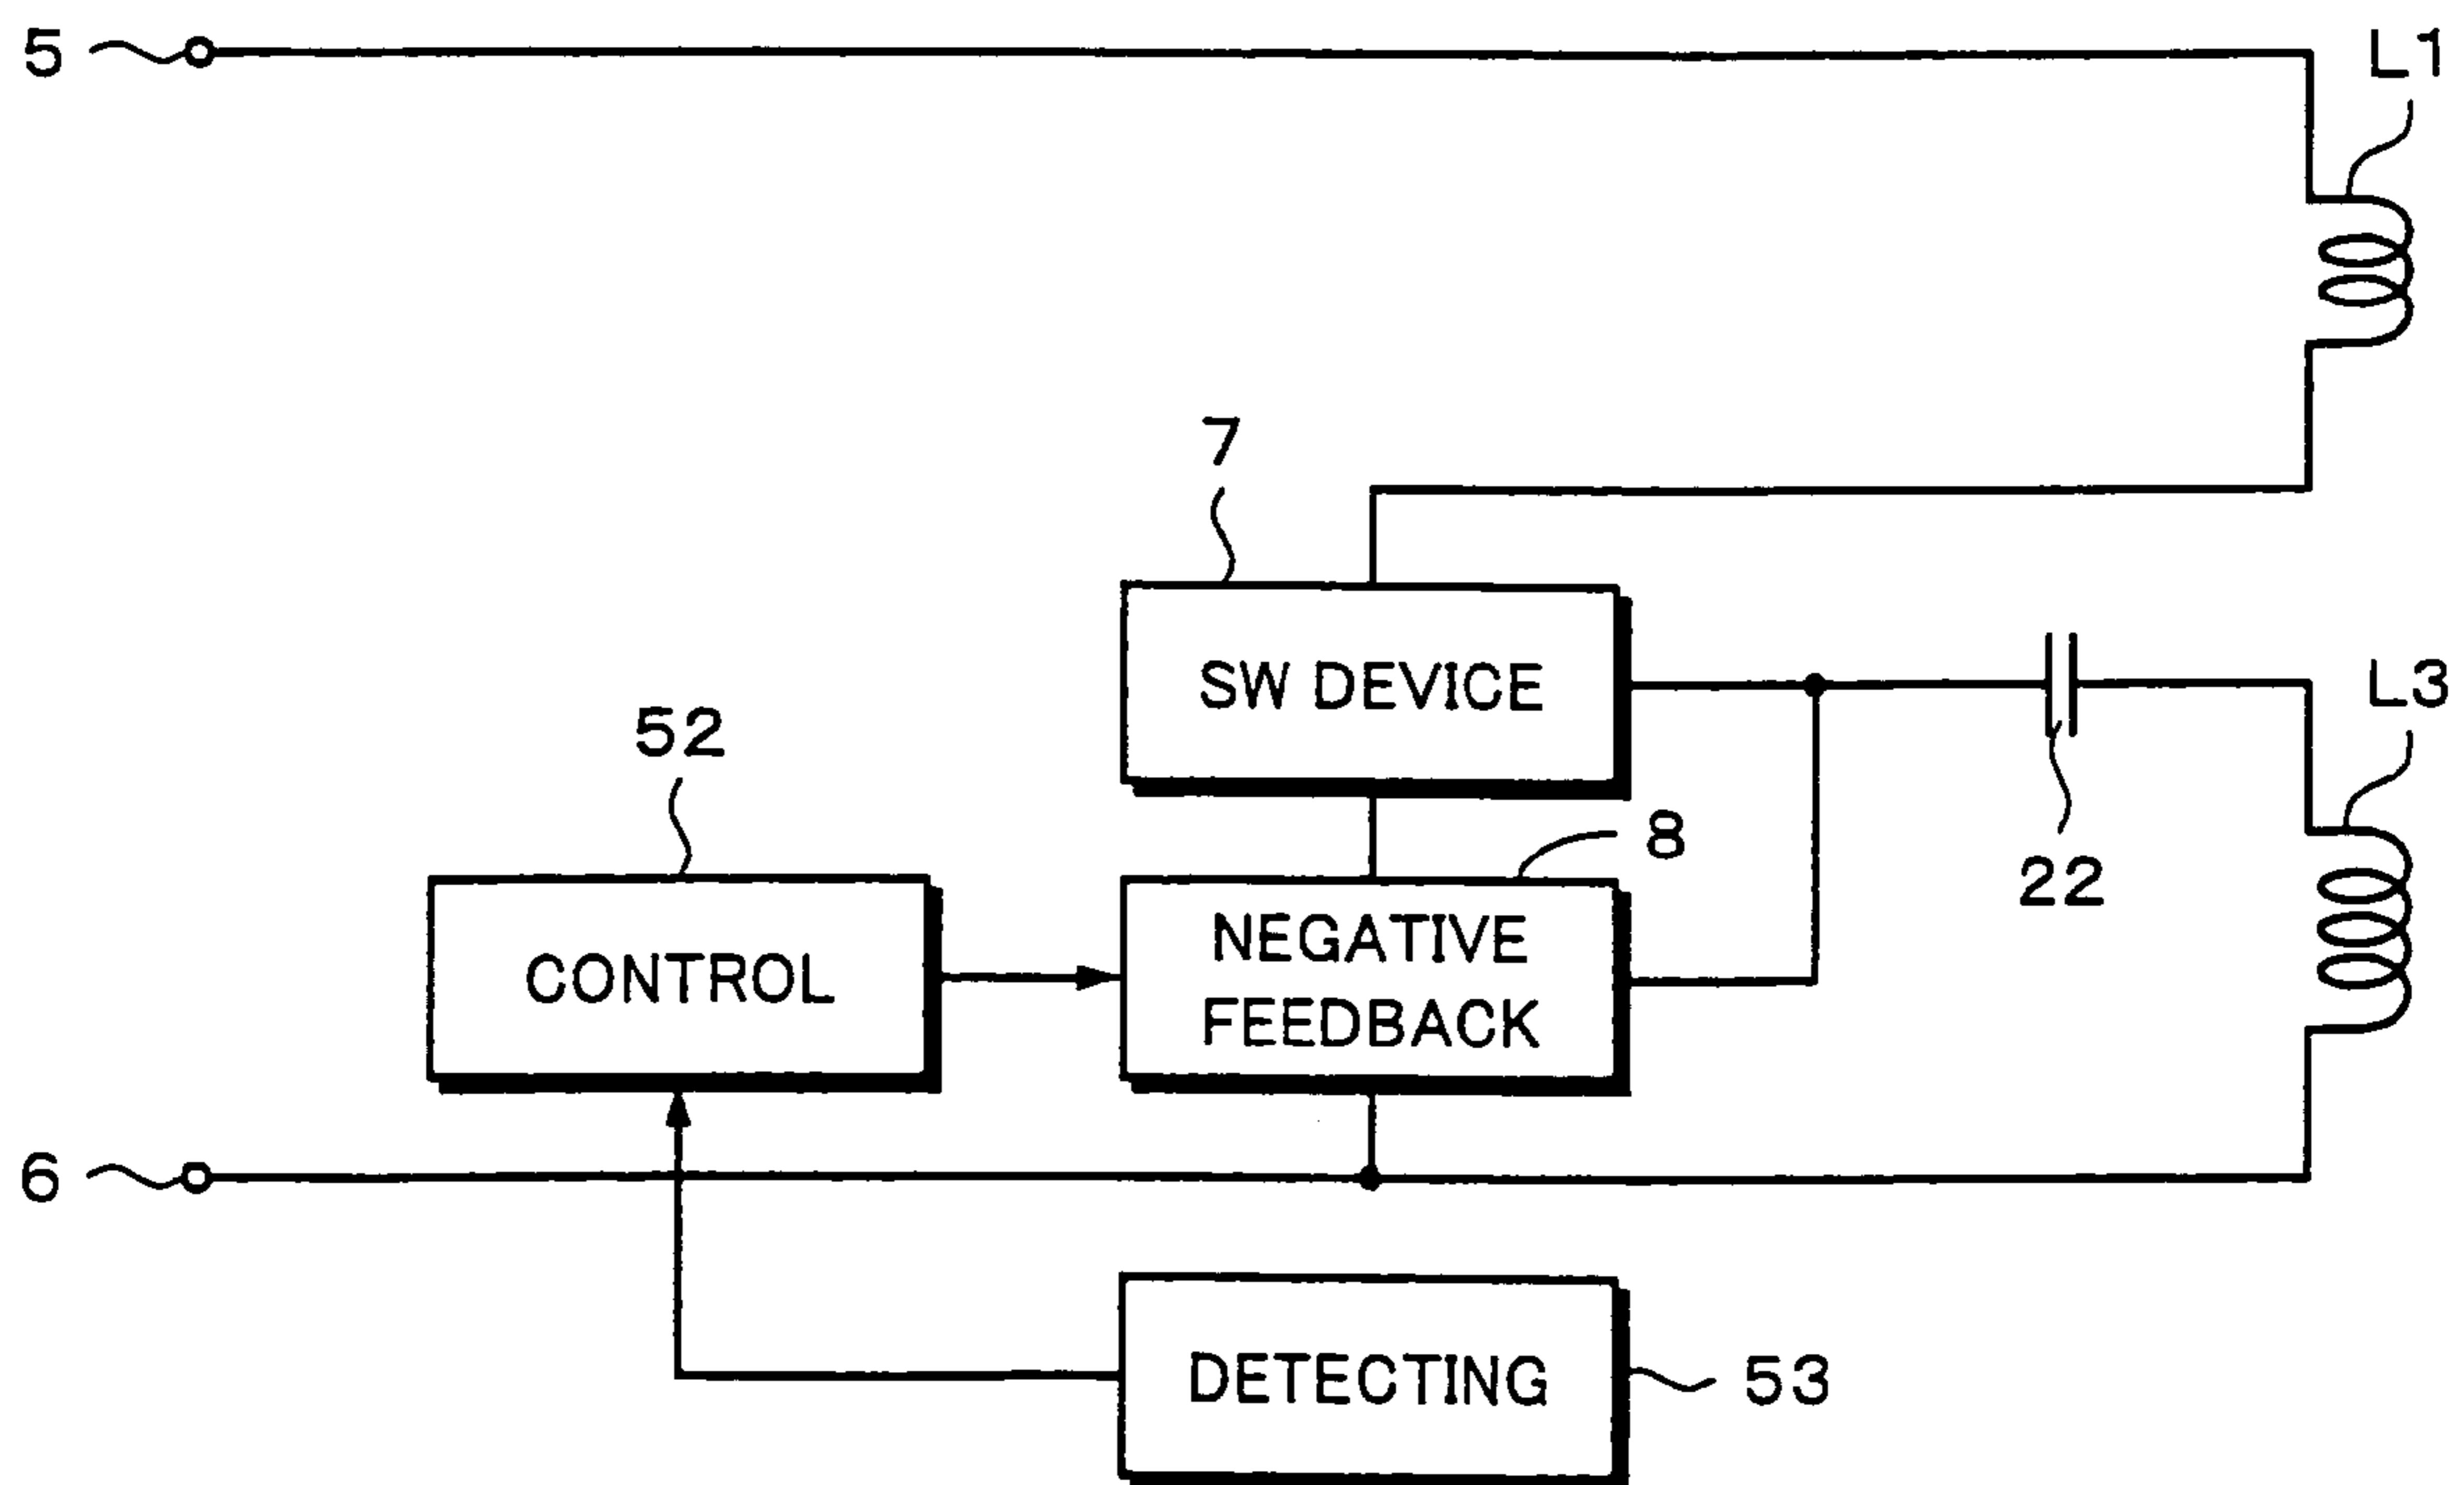 5
L1
7
SW DEVICE
L3
52
8
22
CONTROL
NEGATIVE
FEEDBACK
6
DETECTING
53